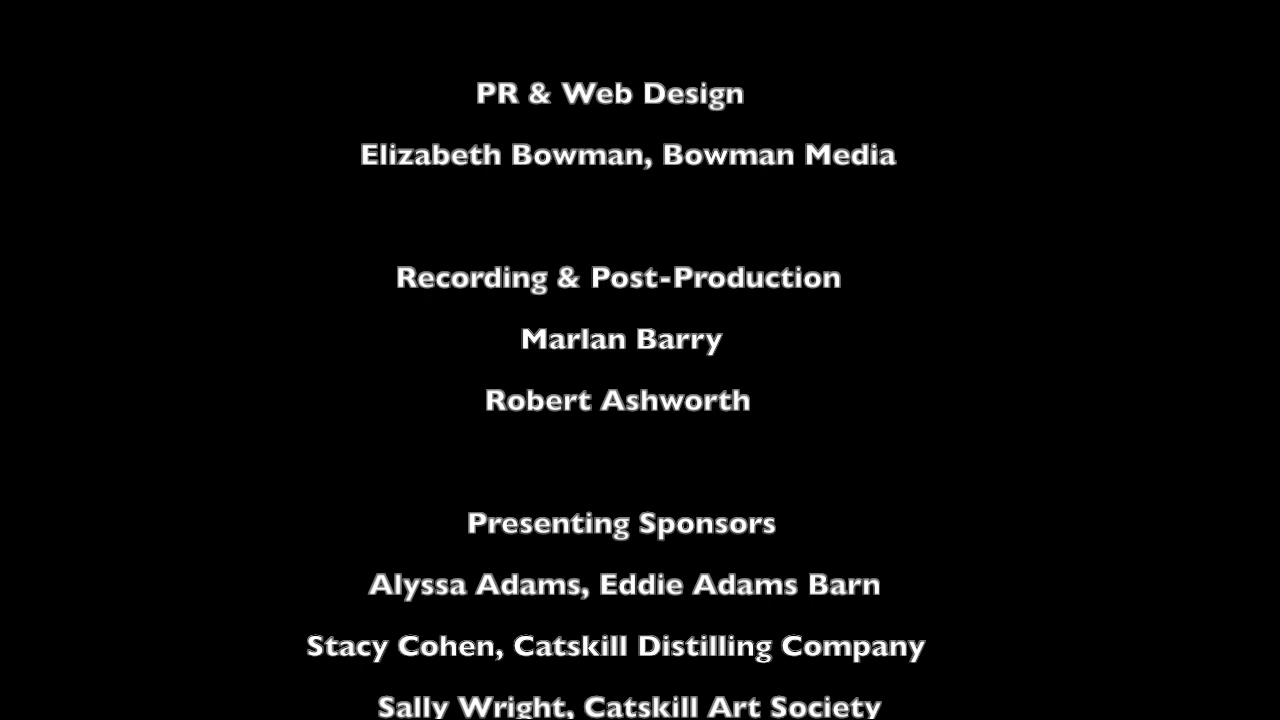 PR & Web Design
Elizabeth Bowman, Bowman Media
Recording & Post-Production
Marlan Barry
Robert Ashworth
Presenting Sponsors
Alyssa Adams, Eddie Adams Barn
Stacy Cohen, Catskill Distilling Company
Sally Wright, Catskill Art Society